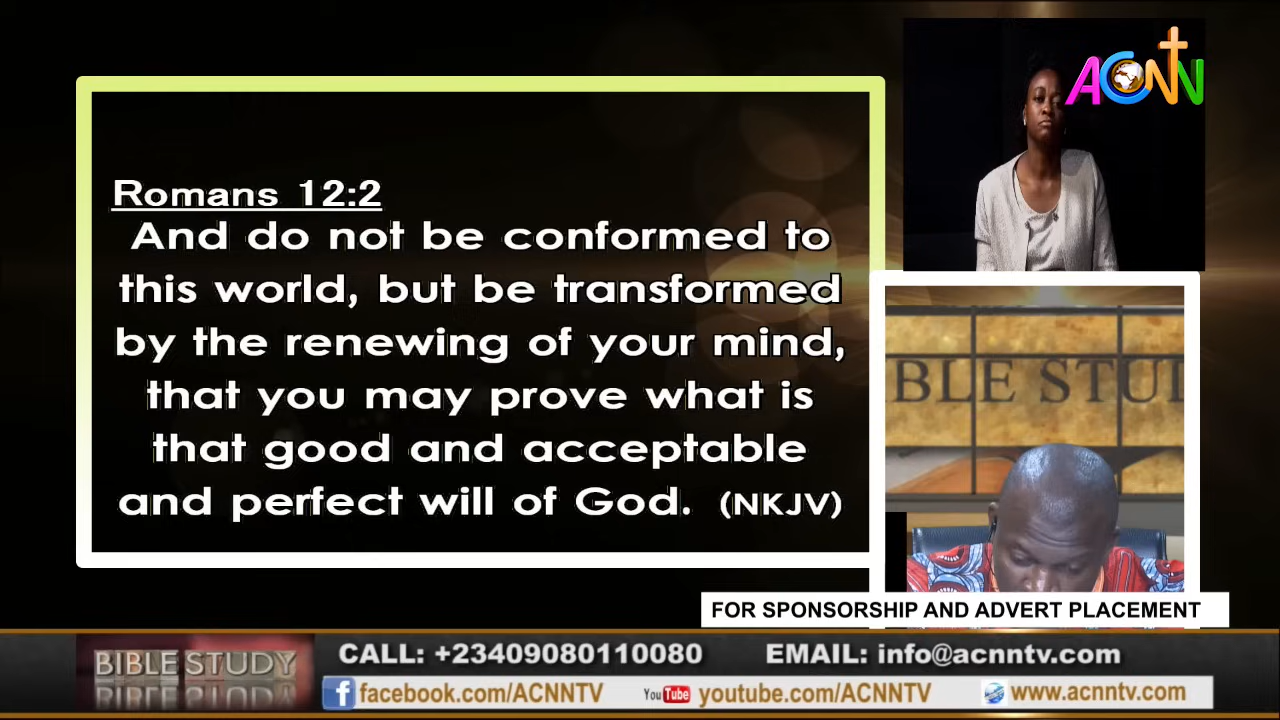 ACNN
Romans 12:2
And do not be conformed to
this world, but be transformed
by the renewing of your mind,
that you may prove what is
that good and acceptable
and perfect will of God. (NKJV)
BLE STU
FOR SPONSORSHIP AND ADVERT PLACEMENT
BIBLE STUDY
CALL: +23409080110080 EMAIL: info@acnntv.com
f facebook.com/ACNNTV YouTube youtube.com/ACNNTV www.acnntv.com